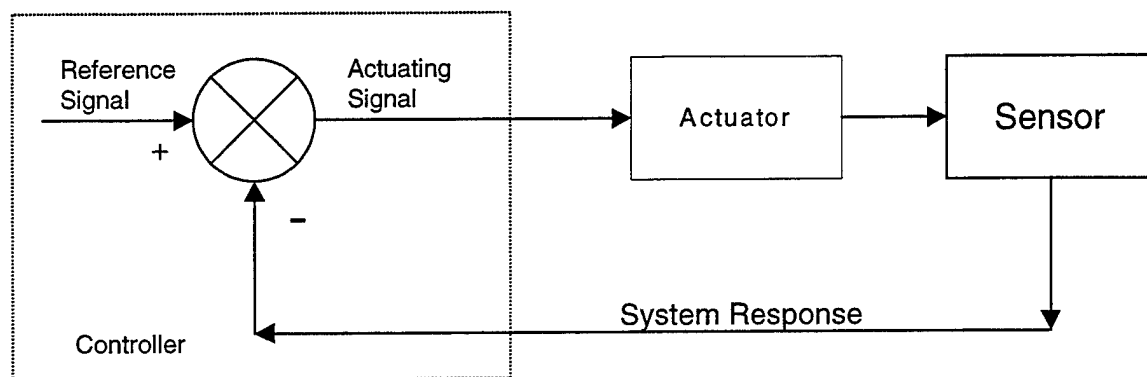 Reference
Signal
Actuating
Signal
+
Actuator
Sensor
-
System Response
Controller